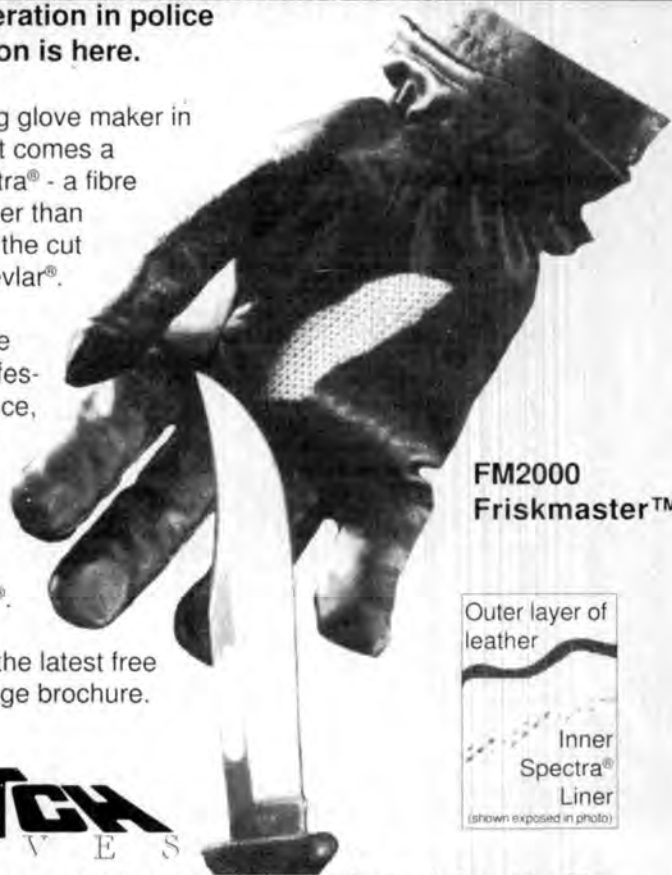 eration in police
on is here.
g glove maker in
t comes a
tra® - a fibre
er than
the cut
evlar®.
e
fes-
ce,
FM2000
Friskmaster™
®.
the latest free
ge brochure.
Outer layer of
leather
Inner
Spectra®
Liner
(shown exposed in photo)
TCH
V E S